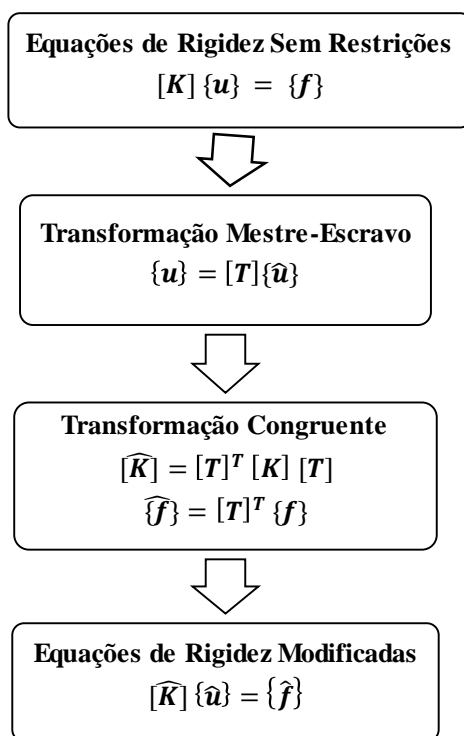 Equações de Rigidez Sem Restrições
[K] {u} = {f}
Transformação Mestre-Escravo
{u} = [T]{û}
Transformação Congruente
[K̂] = [T]ᵀ [K] [T]
{f̂} = [T]ᵀ {f}
Equações de Rigidez Modificadas
[K̂] {û} = {f̂}